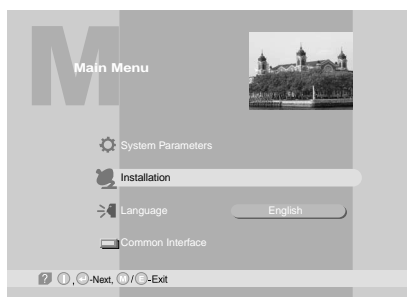 M
Main Menu
System Parameters
Installation
Language English
Common Interface
? , -Next, M / E -Exit